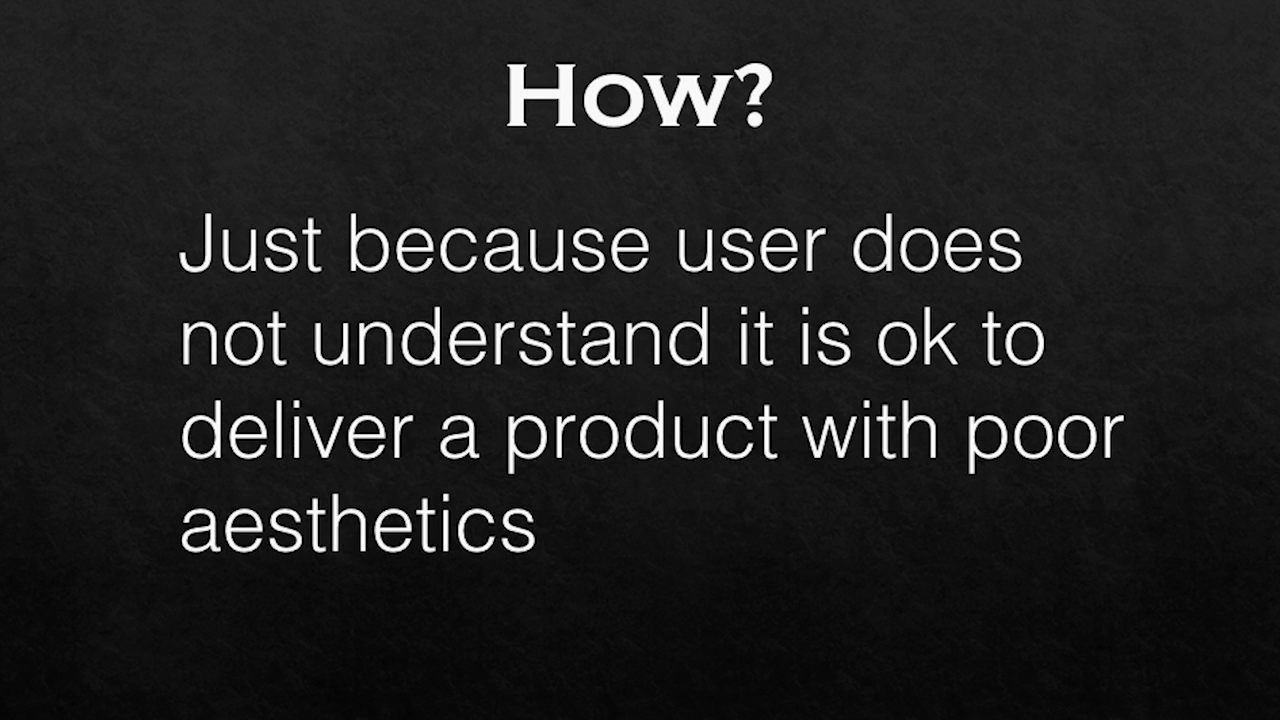 How?
Just because user does
not understand it is ok to
deliver a product with poor
aesthetics